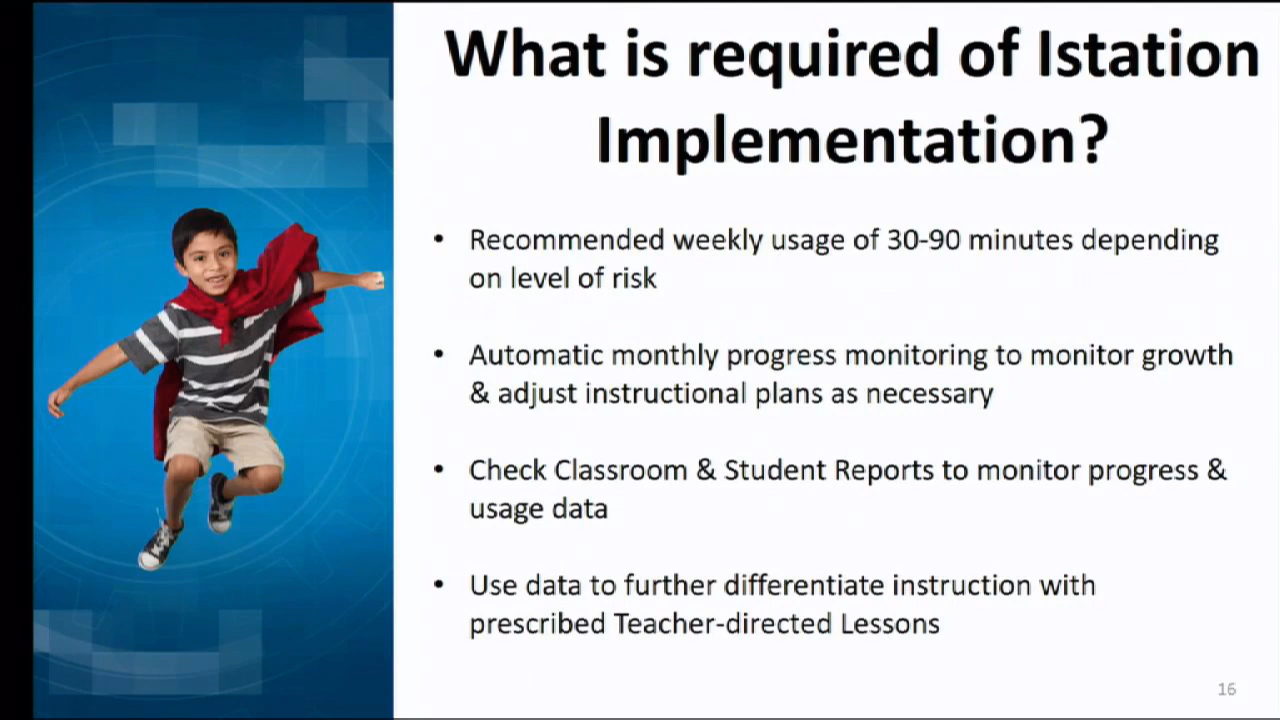 What is required of Istation
Implementation?
• Recommended weekly usage of 30-90 minutes depending
on level of risk
• Automatic monthly progress monitoring to monitor growth
& adjust instructional plans as necessary
• Check Classroom & Student Reports to monitor progress &
usage data
• Use data to further differentiate instruction with
prescribed Teacher-directed Lessons
16